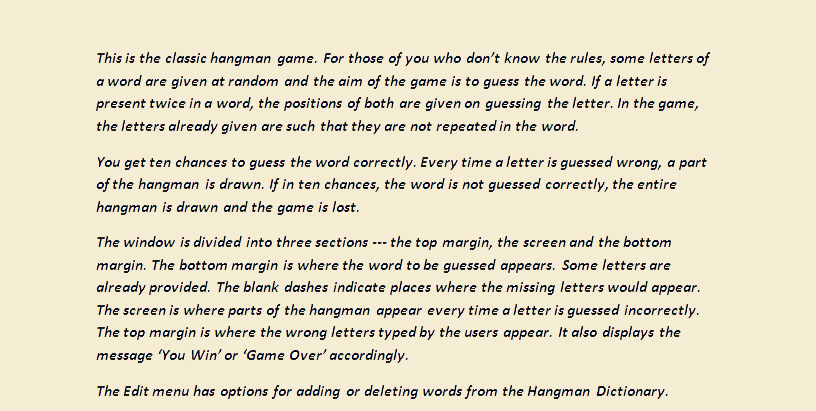 This is the classic hangman game. For those of you who don’t know the rules, some letters of
a word are given at random and the aim of the game is to guess the word. If a letter is
present twice in a word, the positions of both are given on guessing the letter. In the game,
the letters already given are such that they are not repeated in the word.
You get ten chances to guess the word correctly. Every time a letter is guessed wrong, a part
of the hangman is drawn. If in ten chances, the word is not guessed correctly, the entire
hangman is drawn and the game is lost.
The window is divided into three sections --- the top margin, the screen and the bottom
margin. The bottom margin is where the word to be guessed appears. Some letters are
already provided. The blank dashes indicate places where the missing letters would appear.
The screen is where parts of the hangman appear every time a letter is guessed incorrectly.
The top margin is where the wrong letters typed by the users appear. It also displays the
message ‘You Win’ or ‘Game Over’ accordingly.
The Edit menu has options for adding or deleting words from the Hangman Dictionary.